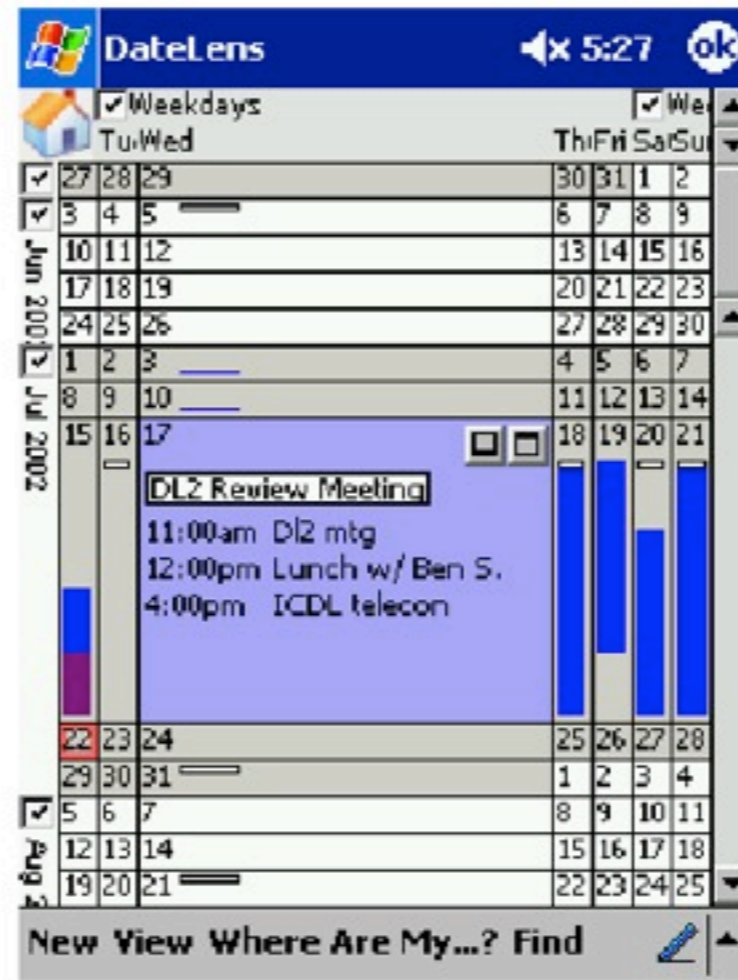 DateLens 5:27 ok
Weekdays Wee
Tu Wed Th Fri Sat Sun
27 28 29 30 31 1 2
3 4 5 6 7 8 9
Jun 200
10 11 12 13 14 15 16
17 18 19 20 21 22 23
24 25 26 27 28 29 30
1 2 3 4 5 6 7
Jul 2002
8 9 10 11 12 13 14
15 16 17 18 19 20 21
DL2 Review Meeting
11:00am Dl2 mtg
12:00pm Lunch w/ Ben S.
4:00pm ICDL telecon
22 23 24 25 26 27 28
29 30 31 1 2 3 4
5 6 7 8 9 10 11
Aug 2
12 13 14 15 16 17 18
19 20 21 22 23 24 25
New View Where Are My...? Find